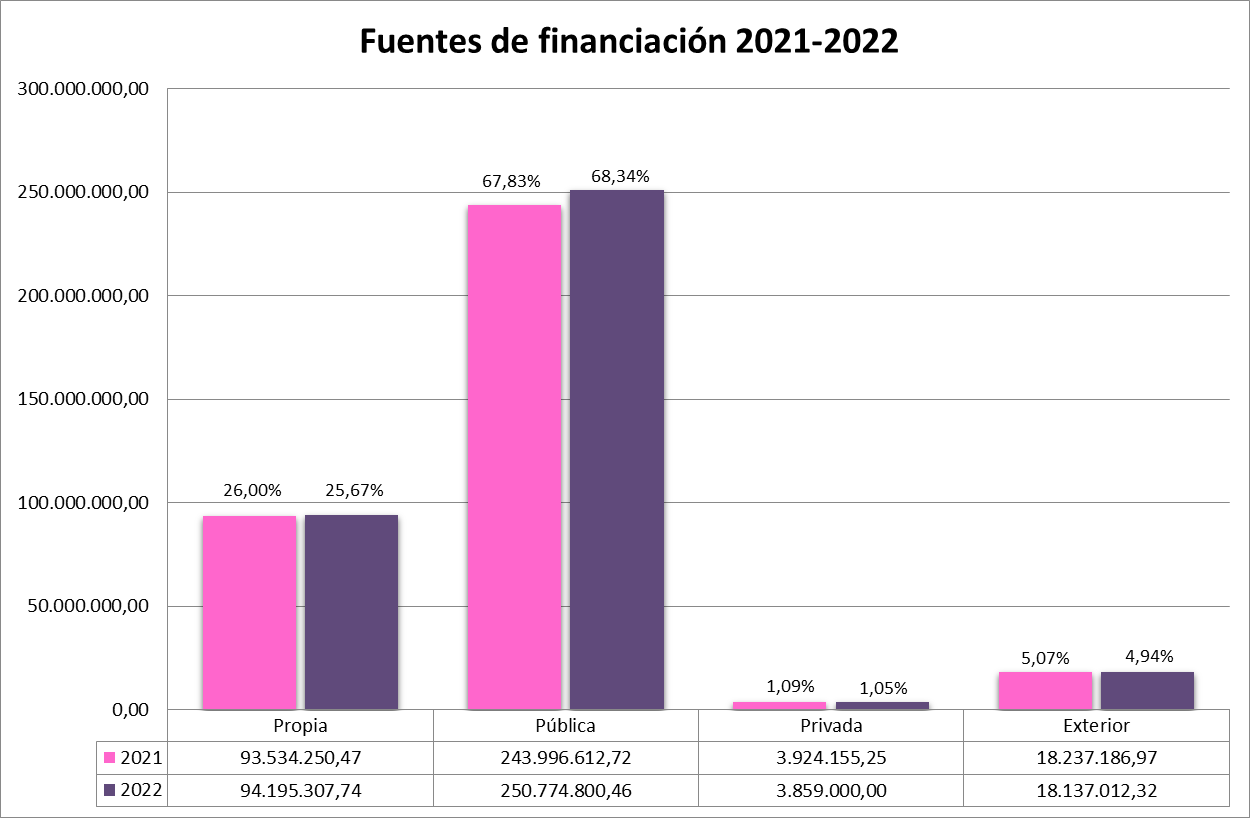 Fuentes de financiación 2021-2022
300.000.000,00
250.000.000,00
200.000.000,00
150.000.000,00
100.000.000,00
50.000.000,00
0,00
26,00% 25,67%
67,83% 68,34%
1,09% 1,05%
5,07% 4,94%
Propia Pública Privada Exterior
2021 93.534.250,47 243.996.612,72 3.924.155,25 18.237.186,97
2022 94.195.307,74 250.774.800,46 3.859.000,00 18.137.012,32